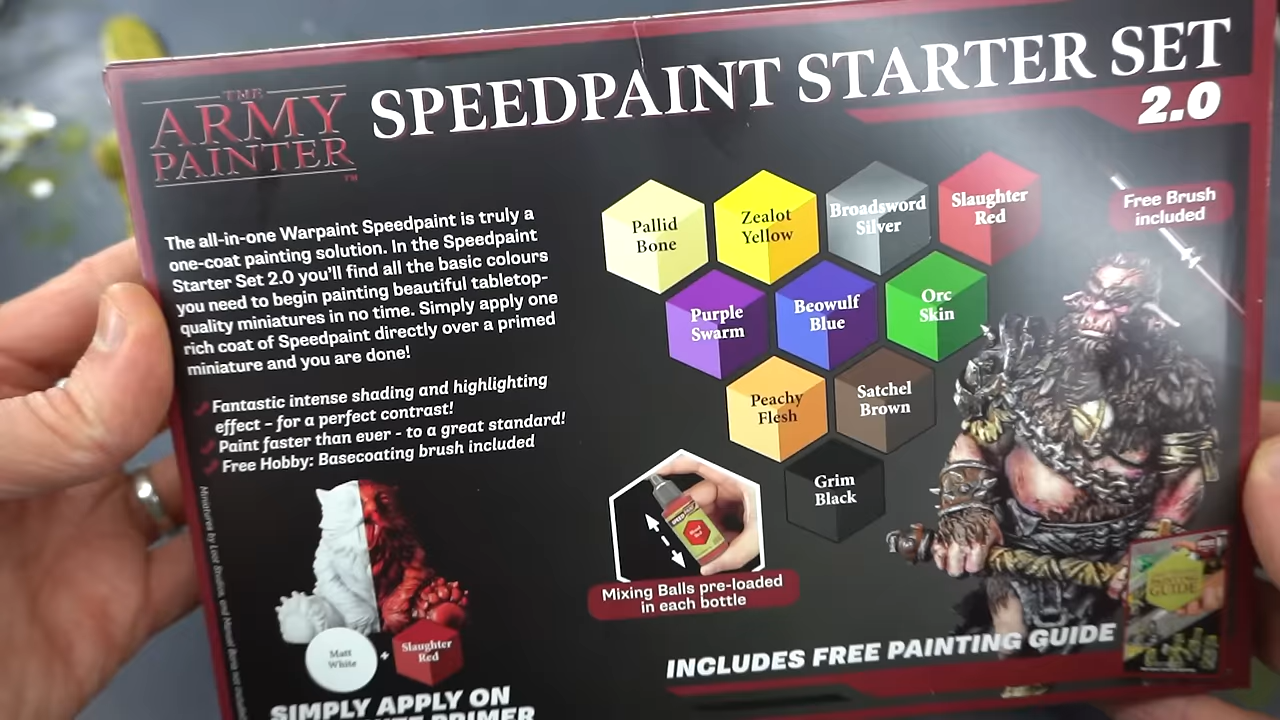 THE
ARMY
PAINTER
TM
SPEEDPAINT STARTER SET
2.0
The all-in-one Warpaint Speedpaint is truly a
one-coat painting solution. In the Speedpaint
Starter Set 2.0 you'll find all the basic colours
you need to begin painting beautiful tabletop-
quality miniatures in no time. Simply apply one
rich coat of Speedpaint directly over a primed
miniature and you are done!
Fantastic intense shading and highlighting
effect – for a perfect contrast!
Paint faster than ever - to a great standard!
Free Hobby: Basecoating brush included
Pallid
Bone
Zealot
Yellow
Broadsword
Silver
Slaughter
Red
Purple
Swarm
Beowulf
Blue
Orc
Skin
Peachy
Flesh
Satchel
Brown
Grim
Black
Free Brush
included
Mixing Balls pre-loaded
in each bottle
Matt
White
+
Slaughter
Red
SIMPLY APPLY ON
PRIMER
INCLUDES FREE PAINTING GUIDE
GUIDE